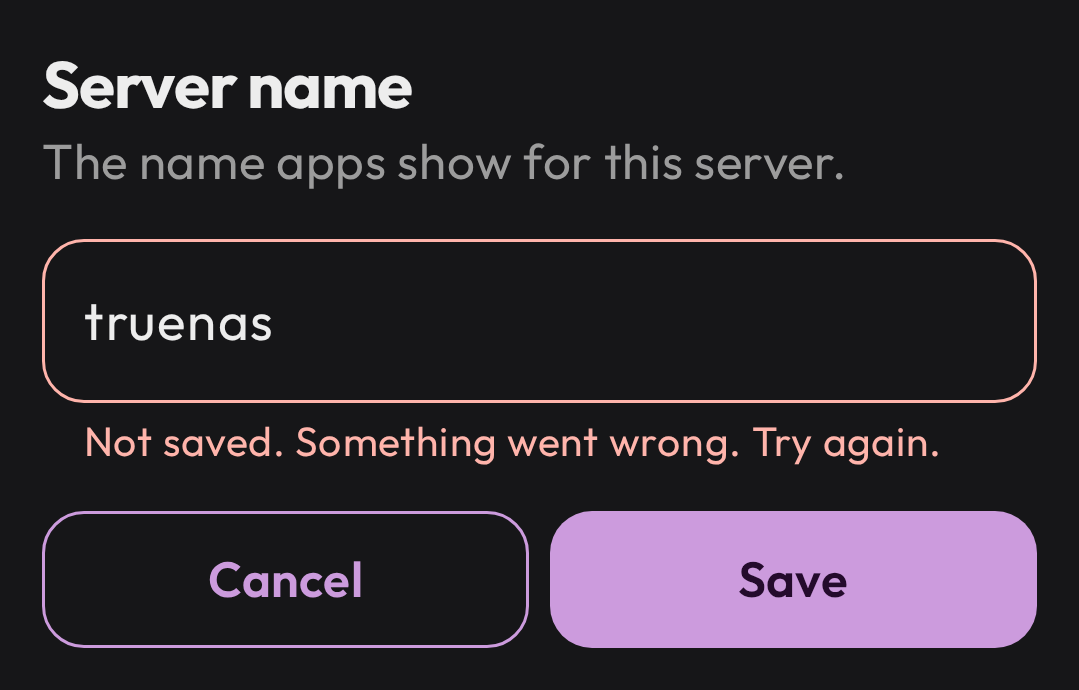 Server name
The name apps show for this server.
truenas
Not saved. Something went wrong. Try again.
Cancel
Save